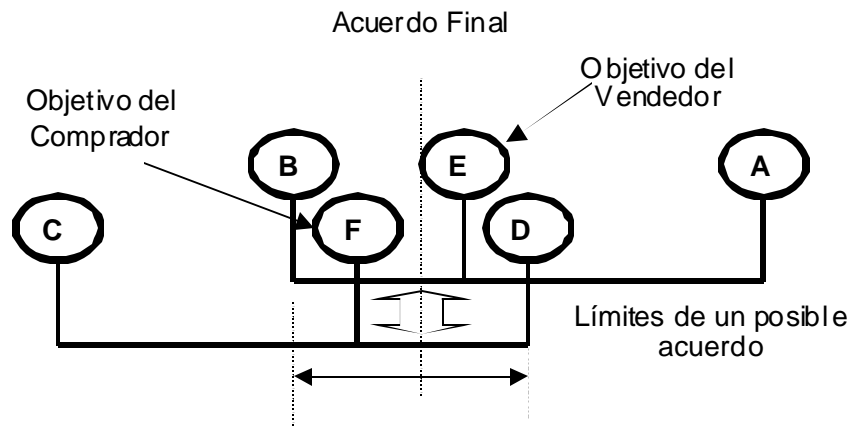 Acuerdo Final
Objetivo del
Vendedor
Objetivo del
Comprador
B
E
A
C
F
D
Límites de un posible
acuerdo